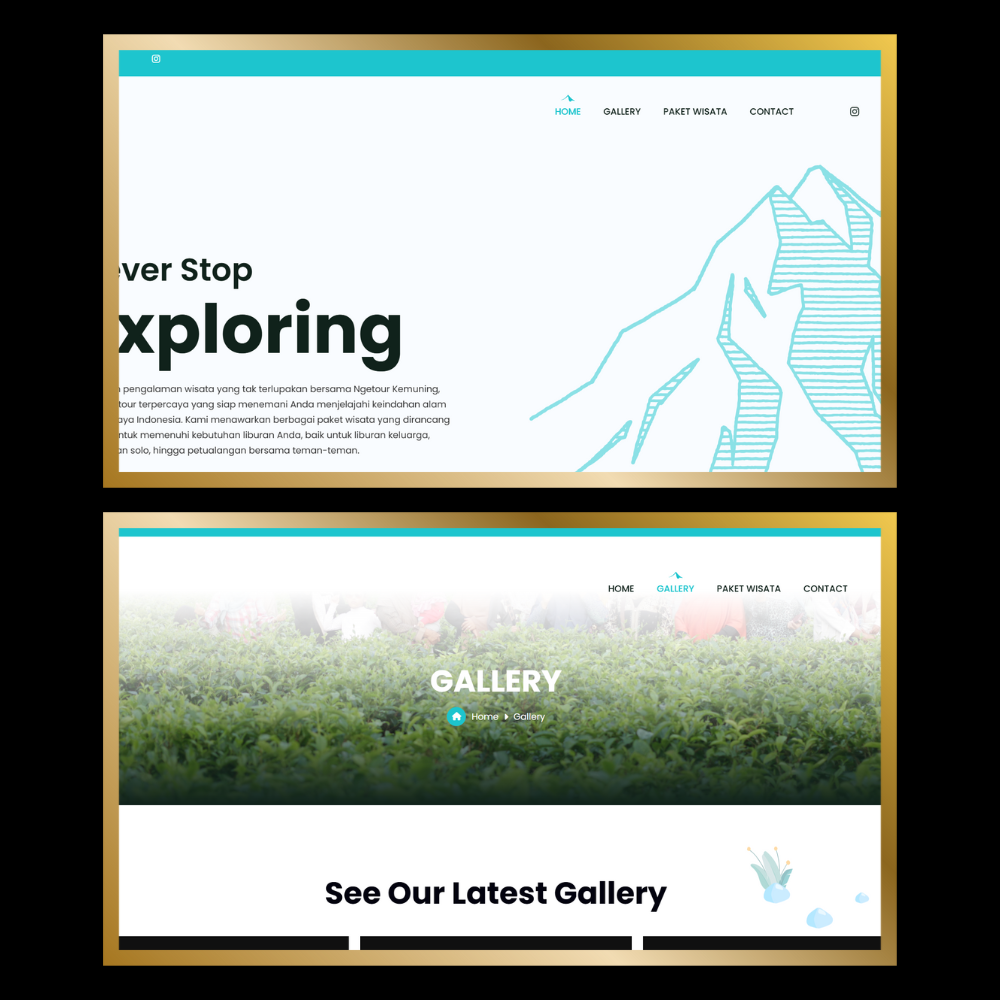 HOME GALLERY PAKET WISATA CONTACT
ever Stop
xploring
pengalaman wisata yang tak terlupakan bersama Ngetour Kemuning,
tour terpercaya yang siap menemani Anda menjelajahi keindahan alam
aya Indonesia. Kami menawarkan berbagai paket wisata yang dirancang
ntuk memenuhi kebutuhan liburan Anda, baik untuk liburan keluarga,
an solo, hingga petualangan bersama teman-teman.
HOME GALLERY PAKET WISATA CONTACT
GALLERY
Home Gallery
See Our Latest Gallery